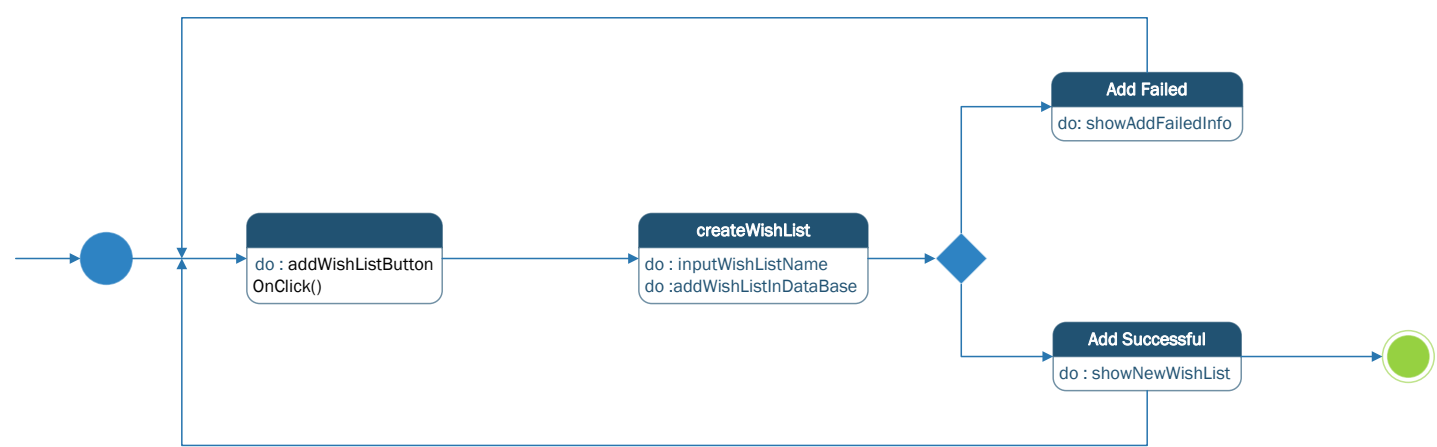 Add Failed
do: showAddFailedInfo
do : addWishListButton
OnClick()
createWishList
do : inputWishListName
do :addWishListInDataBase
Add Successful
do : showNewWishList